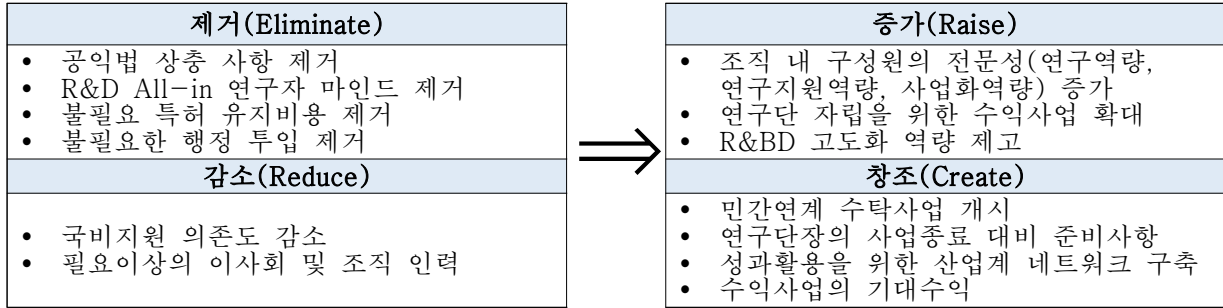 제거(Eliminate)
• 공익법 상충 사항 제거
• R&D All-in 연구자 마인드 제거
• 불필요 특허 유지비용 제거
• 불필요한 행정 투입 제거
감소(Reduce)
• 국비지원 의존도 감소
• 필요이상의 이사회 및 조직 인력
증가(Raise)
• 조직 내 구성원의 전문성(연구역량,
연구지원역량, 사업화역량) 증가
• 연구단 자립을 위한 수익사업 확대
• R&BD 고도화 역량 제고
창조(Create)
• 민간연계 수탁사업 개시
• 연구단장의 사업종료 대비 준비사항
• 성과활용을 위한 산업계 네트워크 구축
• 수익사업의 기대수익